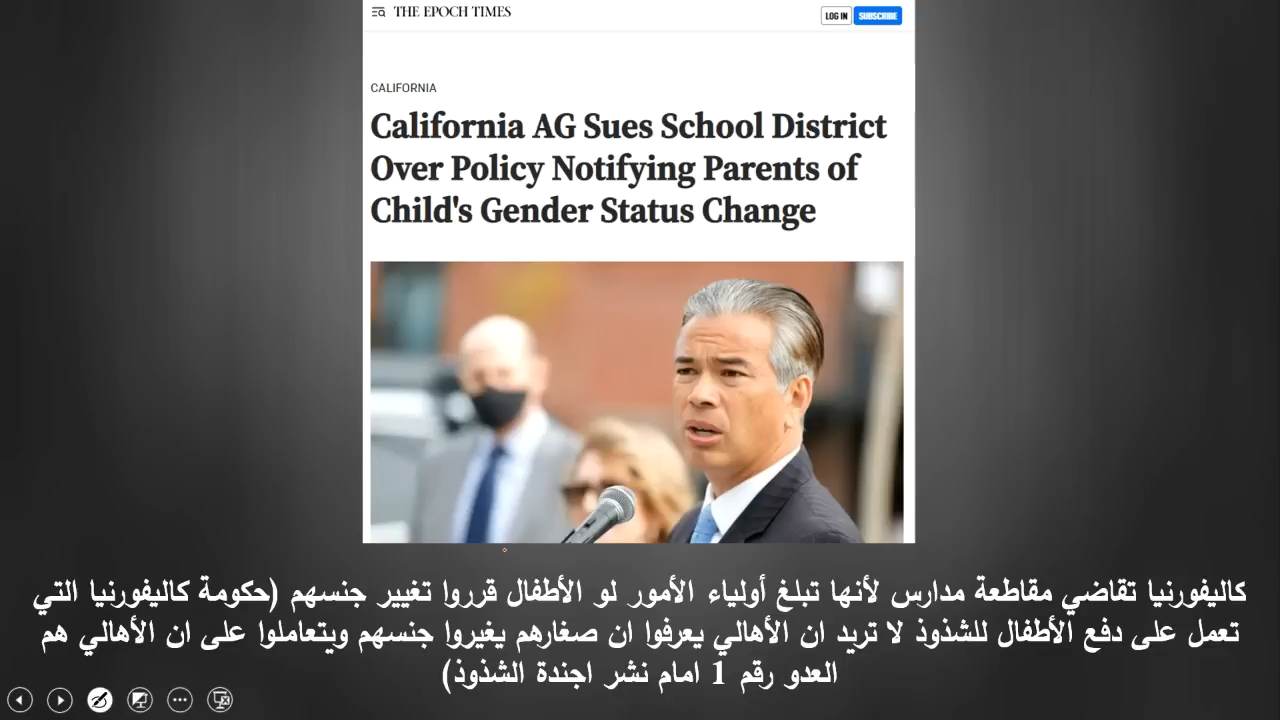 THE EPOCH TIMES
LOG IN
SUBSCRIBE
CALIFORNIA
California AG Sues School District
Over Policy Notifying Parents of
Child's Gender Status Change
كاليفورنيا تقاضي مقاطعة مدارس لأنها تبلغ أولياء الأمور لو الأطفال قرروا تغيير جنسهم (حكومة كاليفورنيا التي
تعمل على دفع الأطفال للشذوذ لا تريد ان الأهالي يعرفوا ان صغارهم يغيروا جنسهم ويتعاملوا على ان الأهالي هم
العدو رقم 1 امام نشر اجندة الشذوذ)